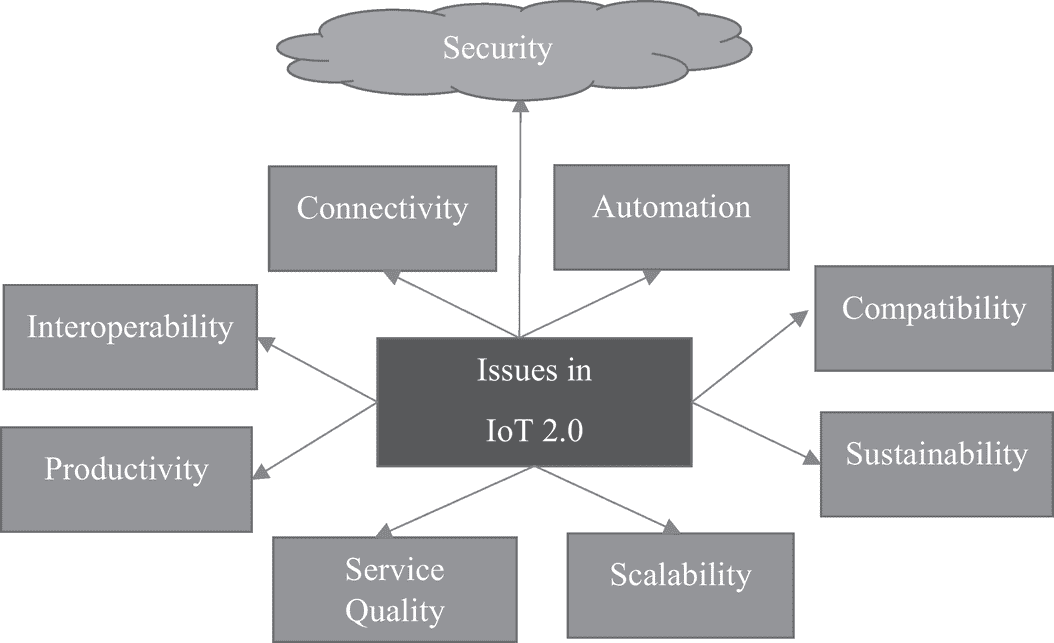 Security
Connectivity
Automation
Interoperability
Compatibility
Issues in
IoT 2.0
Productivity
Sustainability
Service
Quality
Scalability